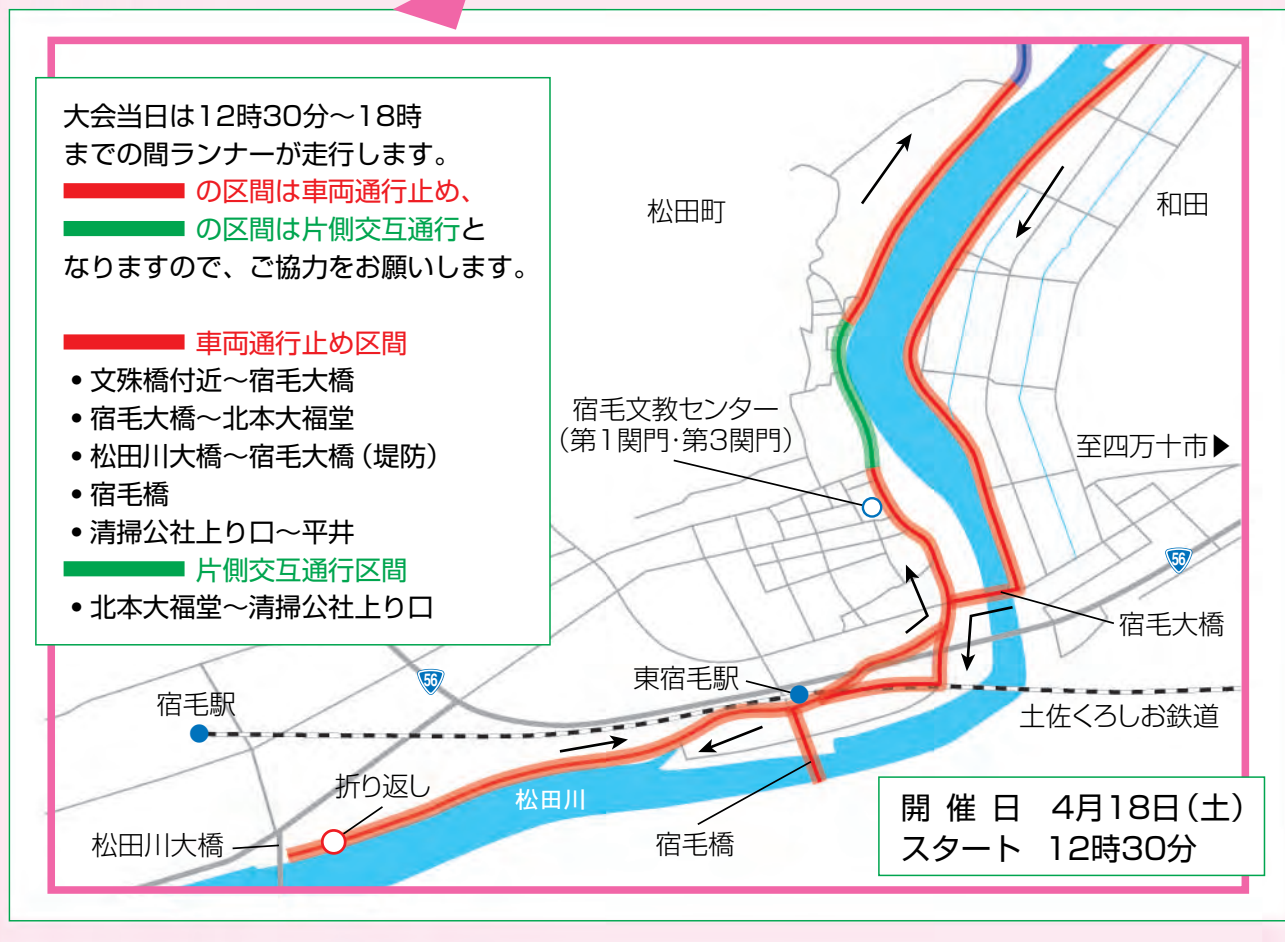 大会当日は12時30分～18時
までの間ランナーが走行します。
の区間は車両通行止め、
の区間は片側交互通行と
なりますので、ご協力をお願いします。
車両通行止め区間
•文殊橋付近～宿毛大橋
•宿毛大橋～北本大福堂
•松田川大橋～宿毛大橋（堤防）
•宿毛橋
•清掃公社上り口～平井
片側交互通行区間
•北本大福堂～清掃公社上り口
松田町
和田
宿毛文教センター
（第1関門・第3関門）
至四万十市▶
56
宿毛大橋
56
東宿毛駅
宿毛駅
土佐くろしお鉄道
折り返し
松田川
松田川大橋
宿毛橋
開催日 4月18日（土）
スタート 12時30分